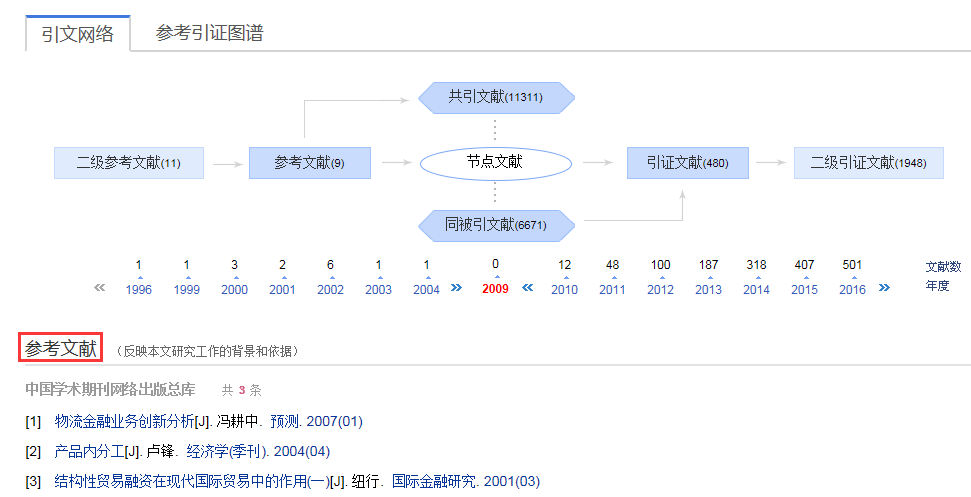 引文网络 参考引证图谱
共引文献(11311)
二级参考文献(11) 参考文献(9) 节点文献 引证文献(480) 二级引证文献(1948)
同被引文献(6671)
1 1 3 2 6 1 1 0 12 48 100 187 318 407 501 文献数
« 1996 1999 2000 2001 2002 2003 2004 » 2009 « 2010 2011 2012 2013 2014 2015 2016 » 年度
参考文献 （反映本文研究工作的背景和依据）
中国学术期刊网络出版总库 共 3 条
[1] 物流金融业务创新分析[J]. 冯耕中. 预测. 2007(01)
[2] 产品内分工[J]. 卢锋. 经济学(季刊). 2004(04)
[3] 结构性贸易融资在现代国际贸易中的作用(一)[J]. 纽行. 国际金融研究. 2001(03)